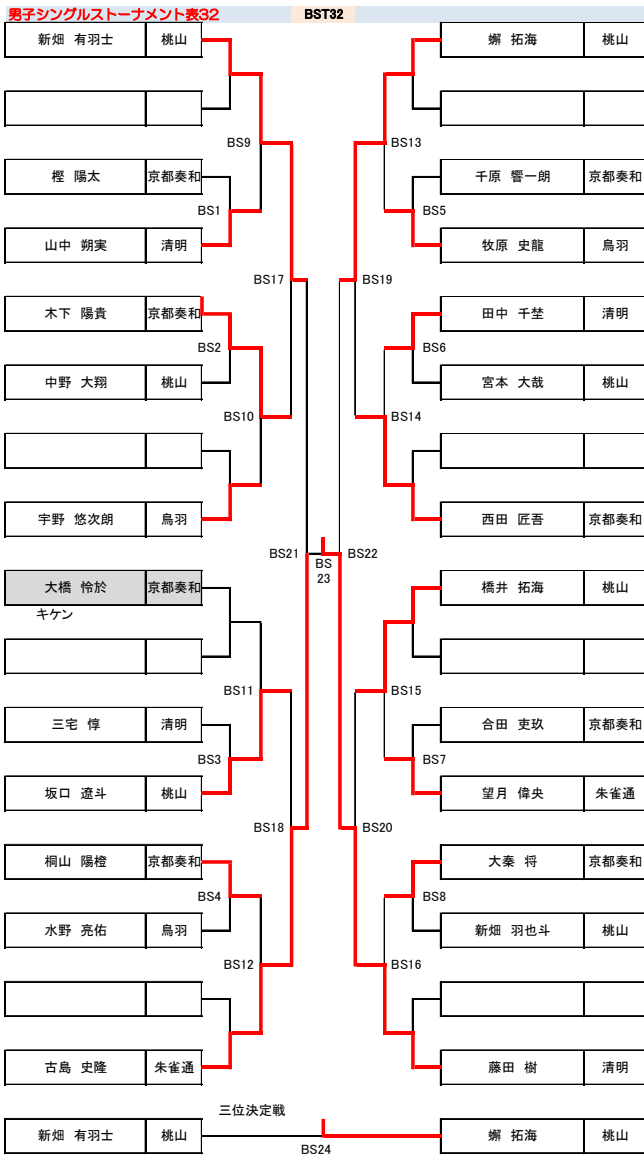 男子シングルストーナメント表32 BST32
新畑 有羽士 桃山 蠏 拓海 桃山
BS9 BS13
樫 陽太 京都奏和 千原 響一朗 京都奏和
BS1 BS5
山中 朔実 清明 牧原 史龍 鳥羽
BS17 BS19
木下 陽貴 京都奏和 田中 千埜 清明
BS2 BS6
中野 大翔 桃山 宮本 大哉 桃山
BS10 BS14
宇野 悠次朗 鳥羽 西田 匠吾 京都奏和
BS21 BS 23 BS22
大橋 怜於 京都奏和 橋井 拓海 桃山
キケン
BS11 BS15
三宅 惇 清明 合田 吏玖 京都奏和
BS3 BS7
坂口 遼斗 桃山 望月 偉央 朱雀通
BS18 BS20
桐山 陽橙 京都奏和 大秦 将 京都奏和
BS4 BS8
水野 亮佑 鳥羽 新畑 羽也斗 桃山
BS12 BS16
古島 史隆 朱雀通 藤田 樹 清明
三位決定戦
新畑 有羽士 桃山 蠏 拓海 桃山
BS24